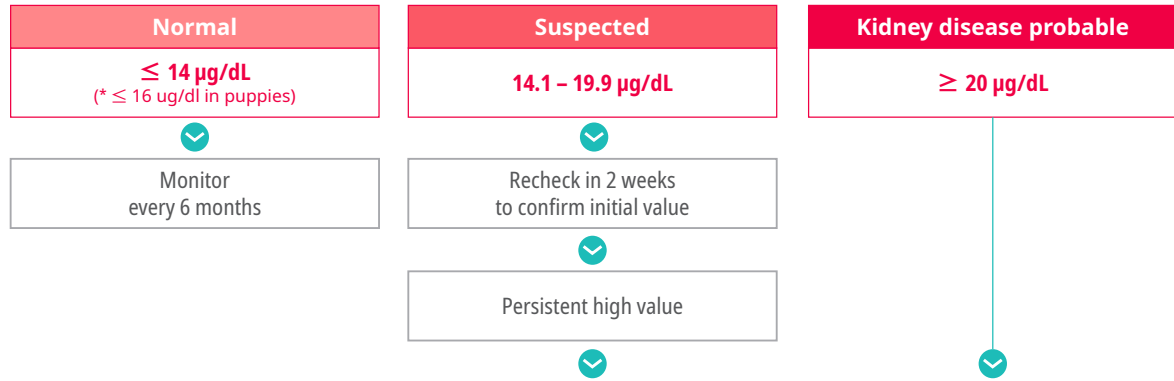 Normal
≤ 14 µg/dL
(* ≤ 16 ug/dl in puppies)
Monitor
every 6 months
Suspected
14.1 – 19.9 µg/dL
Recheck in 2 weeks
to confirm initial value
Persistent high value
Kidney disease probable
≥ 20 µg/dL